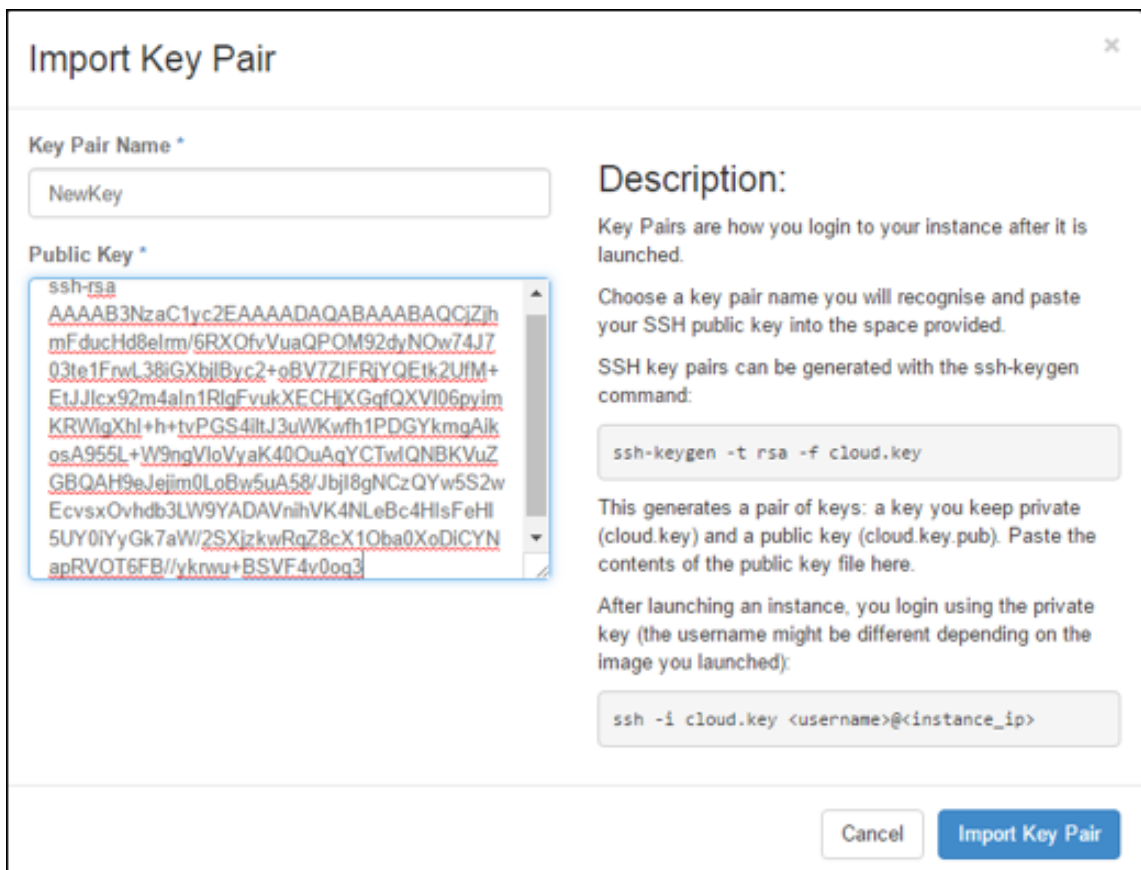 Import Key Pair
×
Key Pair Name *
NewKey
Public Key *
ssh-rsa
AAAAB3NzaC1yc2EAAAADAQABAAABAQCjZjh
mFducHd8eIrm/6RXOfvVuaQPOM92dyNOw74J7
03te1FrwL38iGXbjlByc2+oBV7ZIFRjYQEtk2UfM+
EtJJlcx92m4aIn1RlgFvukXECHjXGqfQXVI06pyim
KRWigXhI+h+tvPGS4iltJ3uWKwfh1PDGYkmgAik
osA955L+W9ngVIoVyaK40OuAqYCTwIQNBKVuZ
GBQAH9eJejim0LoBw5uA58/JbjI8gNCzQYw5S2w
EcvsxOvhdb3LW9YADAVnihVK4NLeBc4HIsFeHI
5UY0iYyGk7aW/2SXjzkwRqZ8cX1Oba0XoDiCYN
apRVOT6FB//ykrwu+BSVF4v0oq3
Description:
Key Pairs are how you login to your instance after it is
launched.
Choose a key pair name you will recognise and paste
your SSH public key into the space provided.
SSH key pairs can be generated with the ssh-keygen
command:
ssh-keygen -t rsa -f cloud.key
This generates a pair of keys: a key you keep private
(cloud.key) and a public key (cloud.key.pub). Paste the
contents of the public key file here.
After launching an instance, you login using the private
key (the username might be different depending on the
image you launched):
ssh -i cloud.key <username>@<instance_ip>
Cancel
Import Key Pair